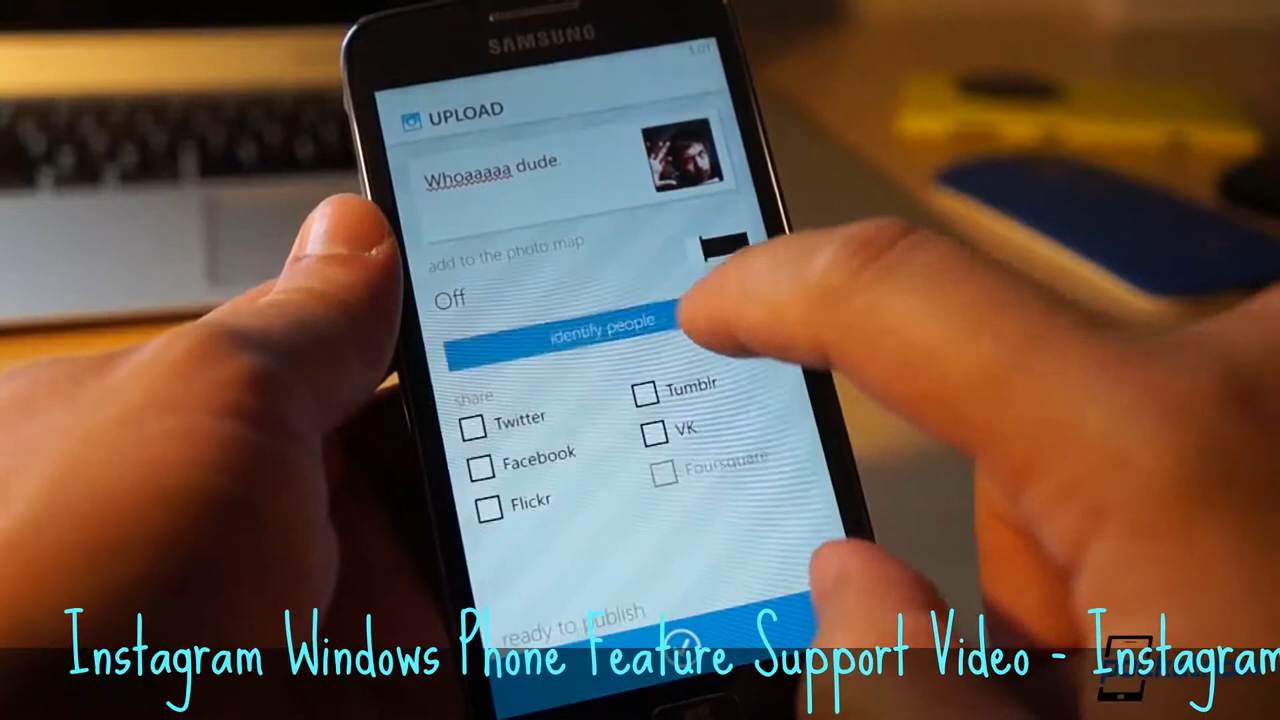 SAMSUNG
UPLOAD
Whoaaaaa dude.
add to the photo map
Off
identify people
share
Twitter
Tumblr
Facebook
VK
Flickr
Foursquare
ready to publish
Instagram Windows Phone Feature Support Video - Instagram